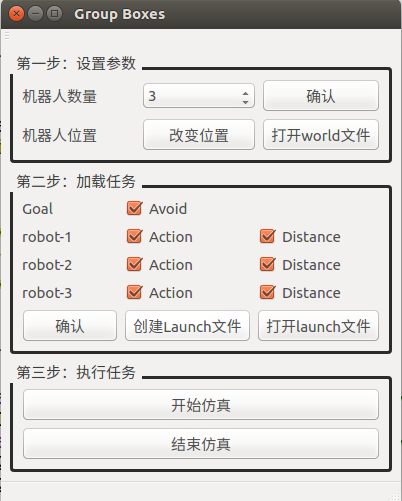 Group Boxes
第一步：设置参数
机器人数量 3 确认
机器人位置 改变位置 打开world文件
第二步：加载任务
Goal Avoid
robot-1 Action Distance
robot-2 Action Distance
robot-3 Action Distance
确认 创建Launch文件 打开launch文件
第三步：执行任务
开始仿真
结束仿真